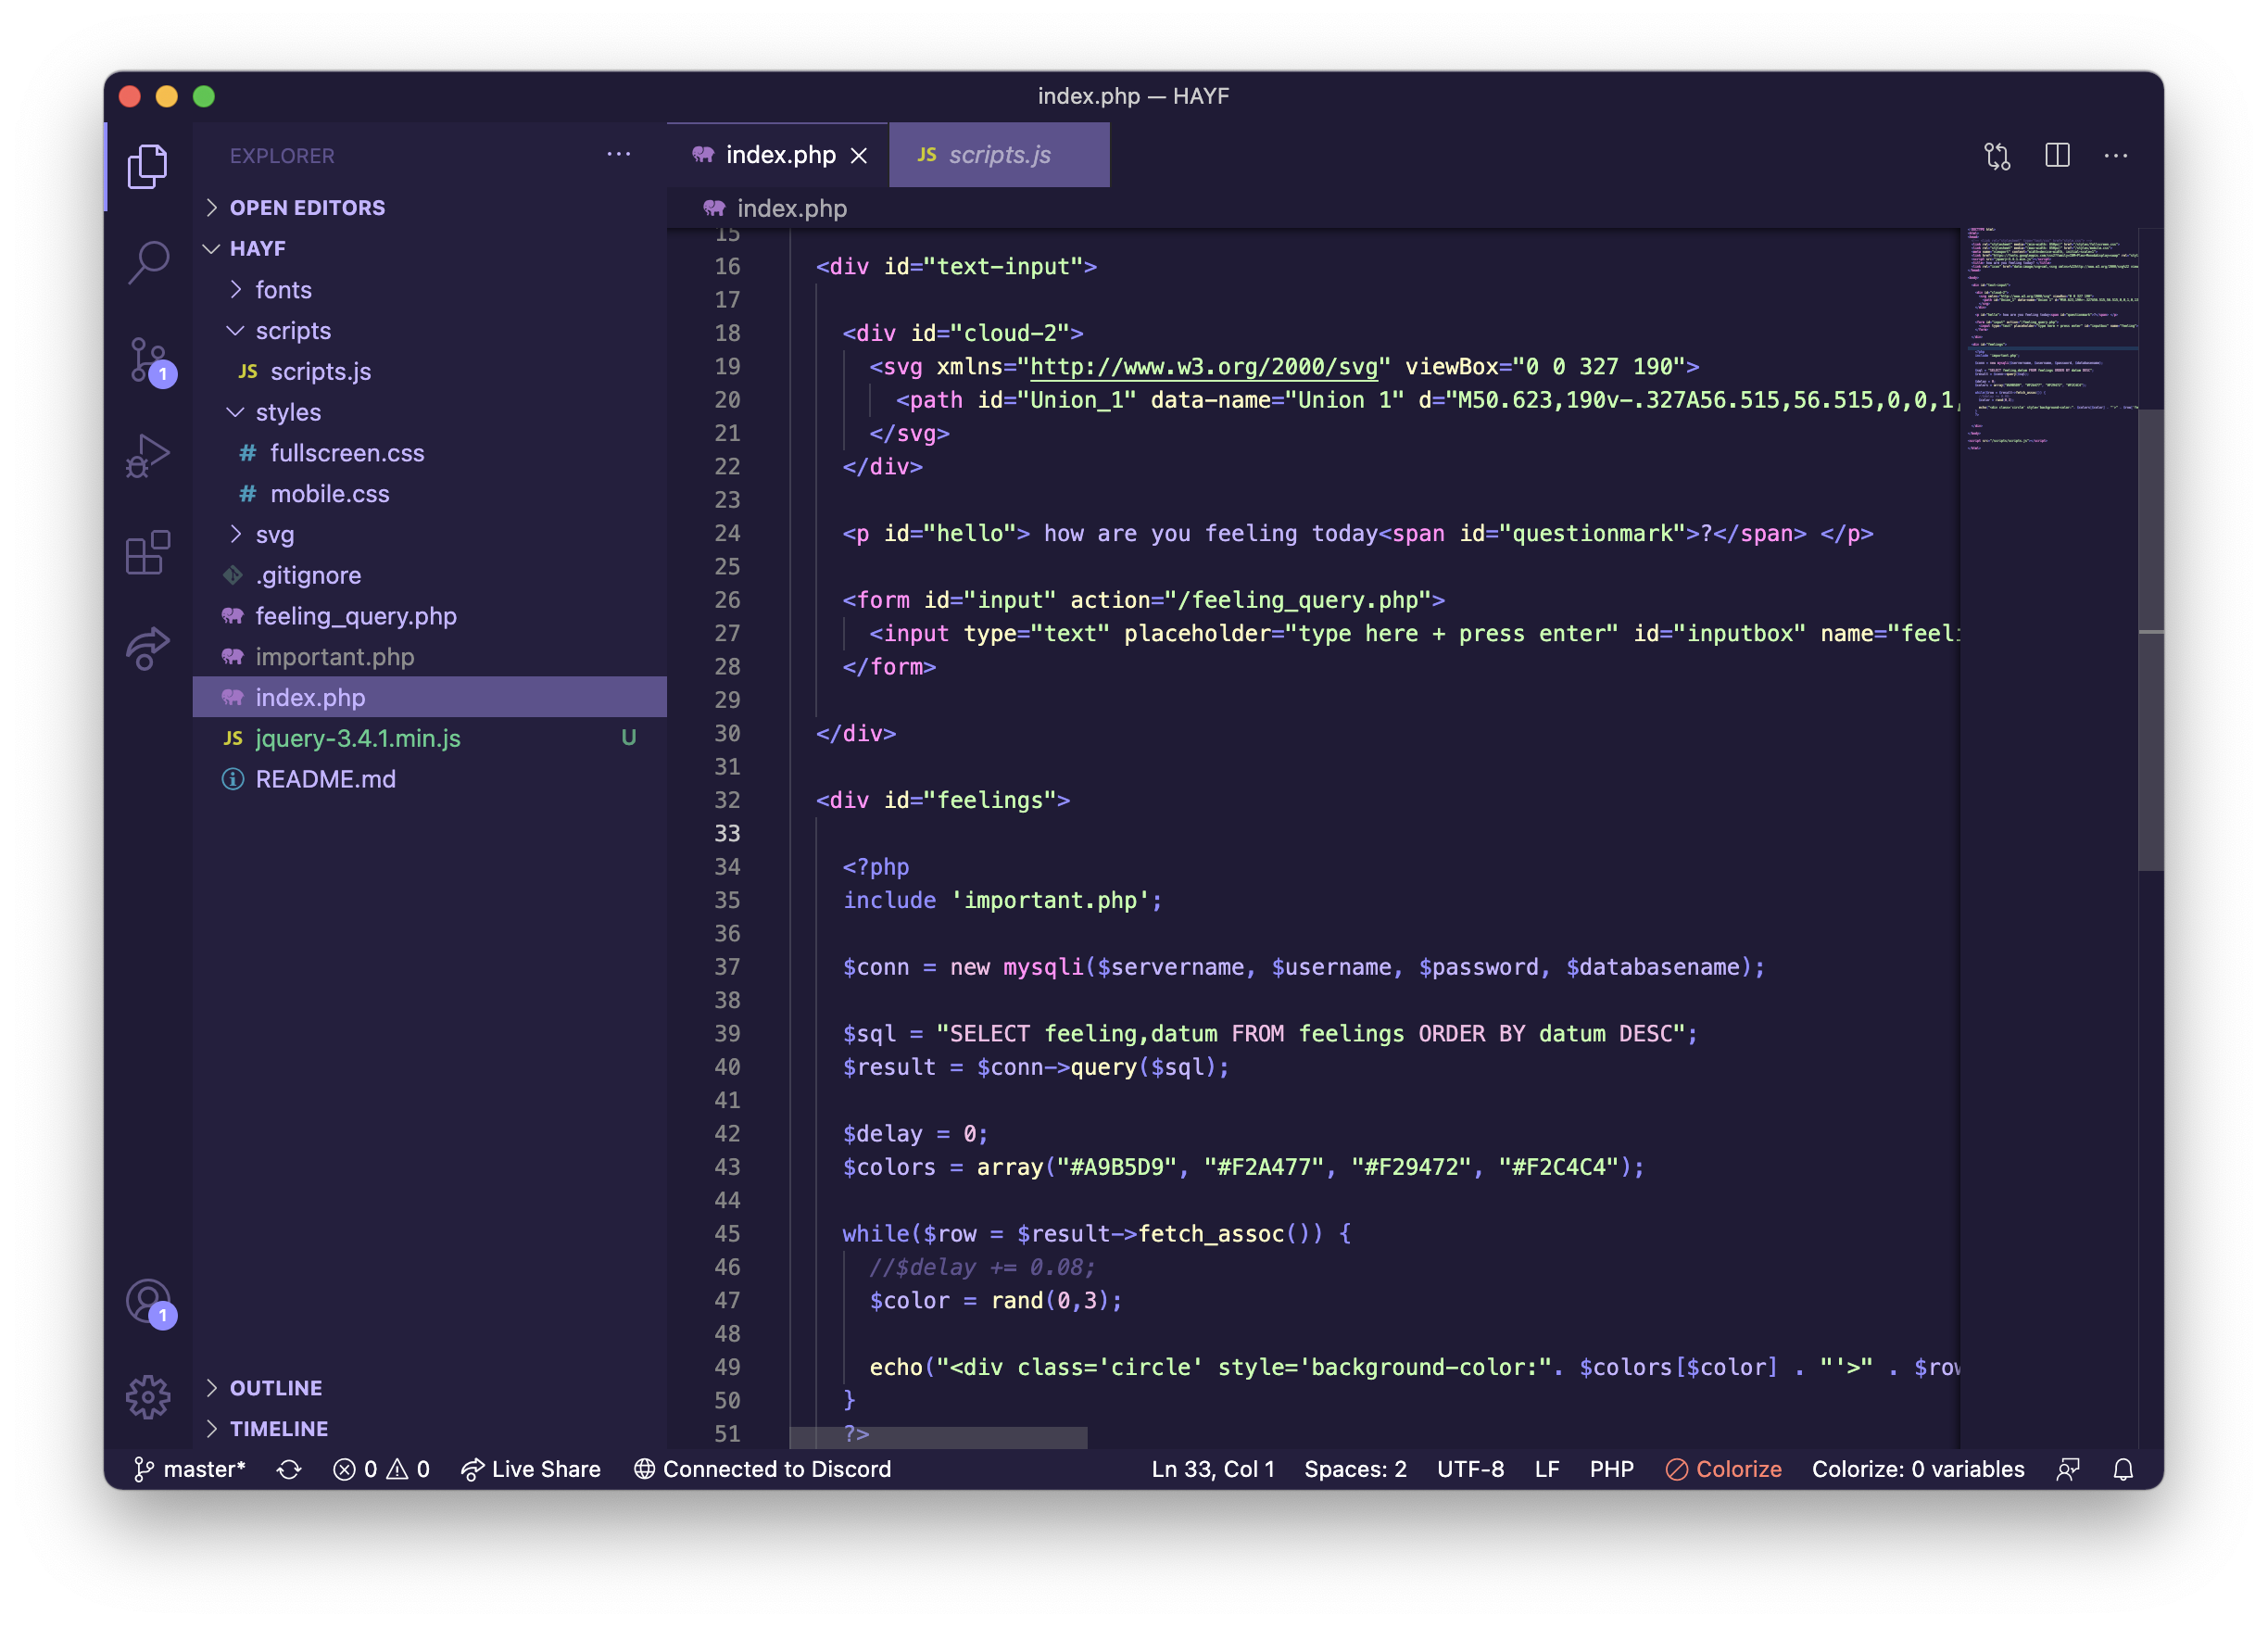 index.php — HAYF
EXPLORER
OPEN EDITORS
HAYF
fonts
scripts
JS scripts.js
styles
# fullscreen.css
# mobile.css
svg
.gitignore
feeling_query.php
important.php
index.php
JS jquery-3.4.1.min.js U
README.md
OUTLINE
TIMELINE
1
1
index.php
JS scripts.js
index.php
15
16 <div id="text-input">
17
18 <div id="cloud-2">
19 <svg xmlns="http://www.w3.org/2000/svg" viewBox="0 0 327 190">
20 <path id="Union_1" data-name="Union 1" d="M50.623,190v-.327A56.515,56.515,0,0,1,
21 </svg>
22 </div>
23
24 <p id="hello"> how are you feeling today<span id="questionmark">?</span> </p>
25
26 <form id="input" action="/feeling_query.php">
27 <input type="text" placeholder="type here + press enter" id="inputbox" name="feeli
28 </form>
29
30 </div>
31
32 <div id="feelings">
33
34 <?php
35 include 'important.php';
36
37 $conn = new mysqli($servername, $username, $password, $databasename);
38
39 $sql = "SELECT feeling,datum FROM feelings ORDER BY datum DESC";
40 $result = $conn->query($sql);
41
42 $delay = 0;
43 $colors = array("#A9B5D9", "#F2A477", "#F29472", "#F2C4C4");
44
45 while($row = $result->fetch_assoc()) {
46 //$delay += 0.08;
47 $color = rand(0,3);
48
49 echo("<div class='circle' style='background-color:". $colors[$color] . "'>" . $row
50 }
51 ?>
master* 0 0 Live Share Connected to Discord Ln 33, Col 1 Spaces: 2 UTF-8 LF PHP Colorize Colorize: 0 variables